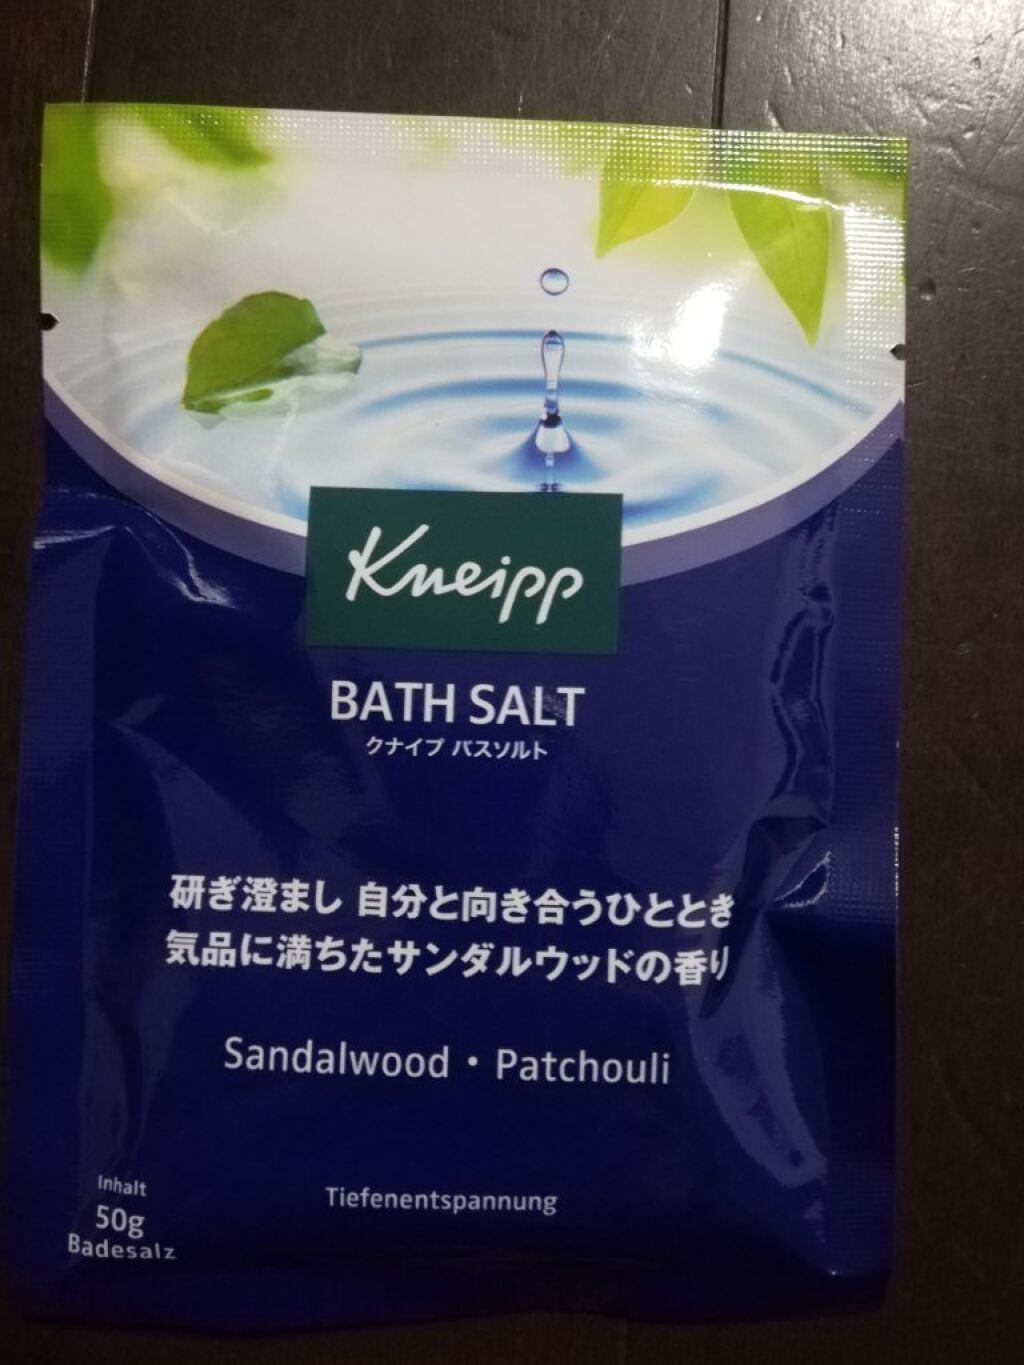 Kneipp
BATH SALT
クナイプ バスソルト
研ぎ澄まし 自分と向き合うひととき
気品に満ちたサンダルウッドの香り
Sandalwood・Patchouli
Tiefenentspannung
Inhalt
50g
Badesalz